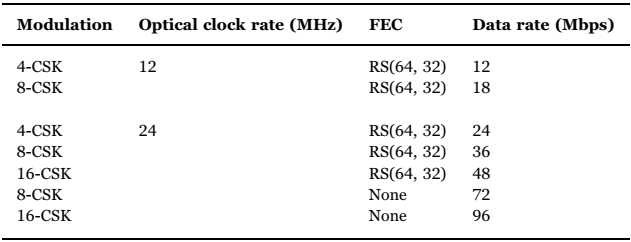 Modulation Optical clock rate (MHz) FEC Data rate (Mbps)
4-CSK 12 RS(64, 32) 12
8-CSK RS(64, 32) 18
4-CSK 24 RS(64, 32) 24
8-CSK RS(64, 32) 36
16-CSK RS(64, 32) 48
8-CSK None 72
16-CSK None 96